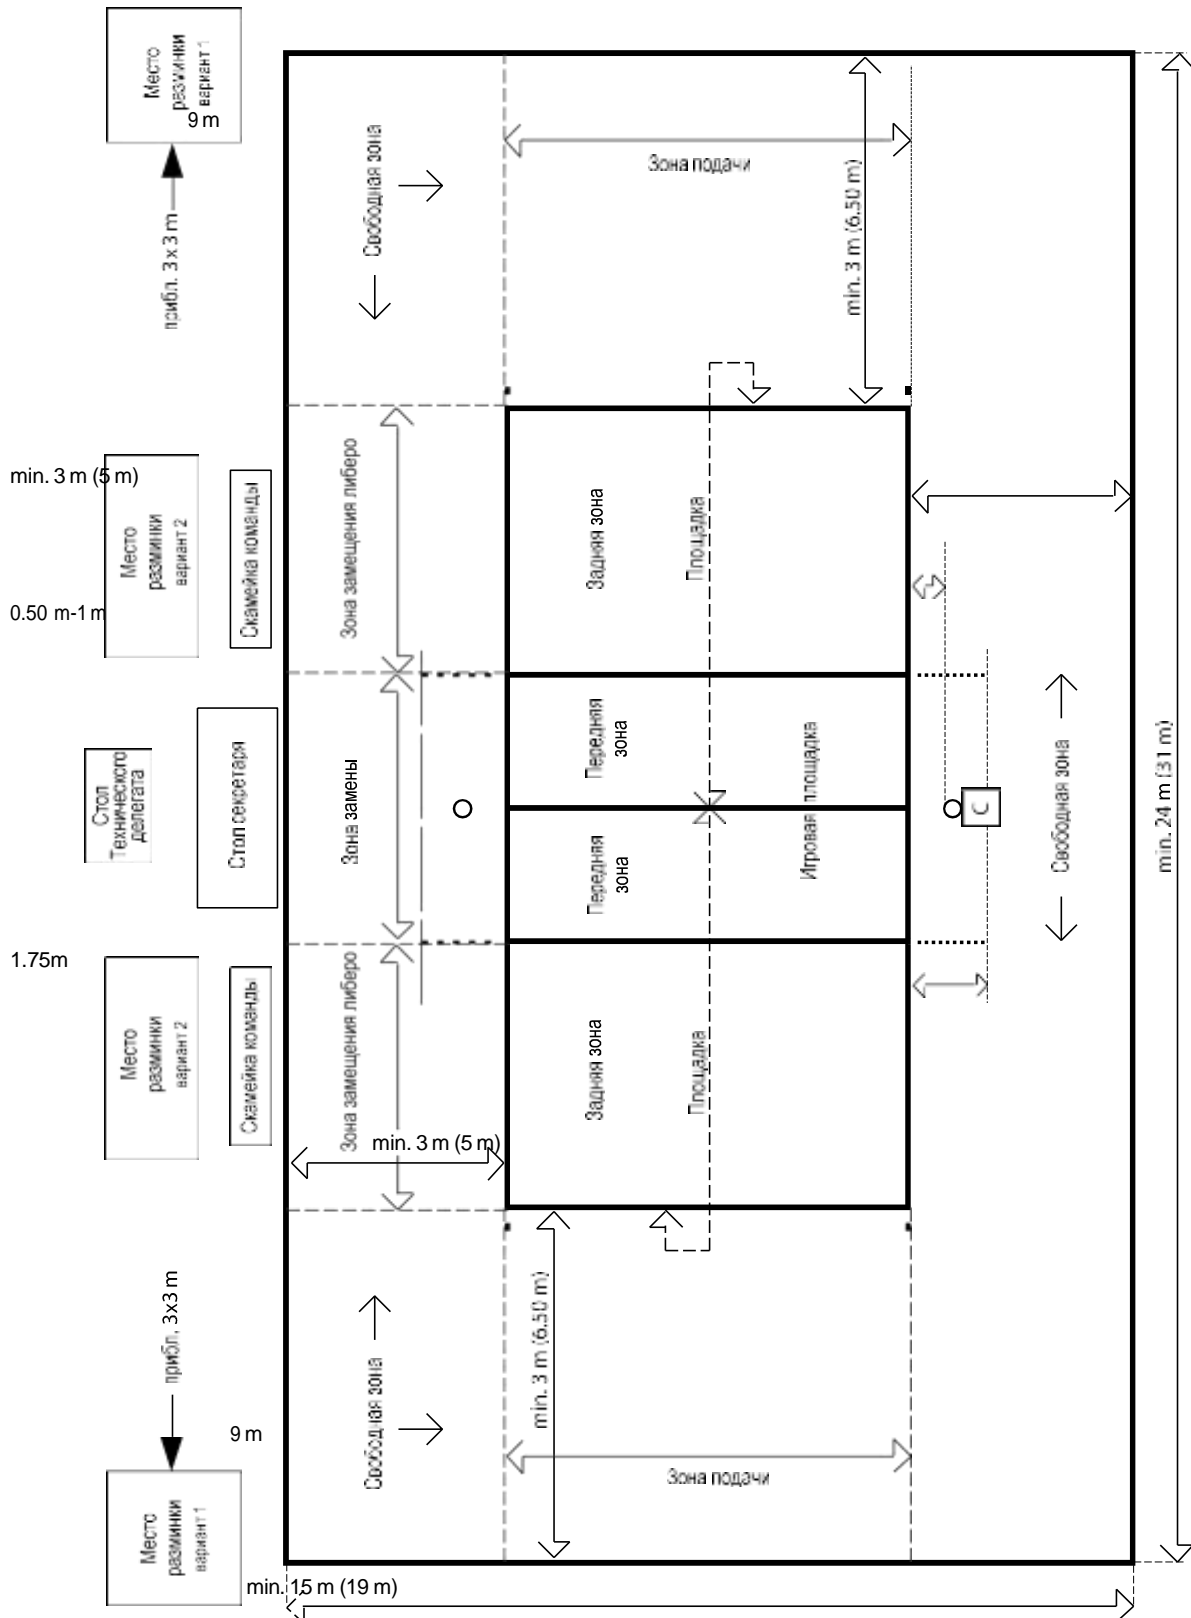 Место
разминки
вариант 1
9 m
прибл. 3 x 3 m
Свободная зона
Зона подачи
min. 3 m (6.50 m)
min. 3 m (5 m)
Место
разминки
вариант 2
Скамейка команды
Зона замещения либеро
Задняя зона
Площадка
0.50 m-1 m
Стол
Технического
делегата
Стол секретаря
Зона замены
Передняя
зона
Передняя
зона
Игровая площадка
С
Свободная зона
min. 24 m (31 m)
1.75m
Место
разминки
вариант 2
Скамейка команды
Зона замещения либеро
Задняя зона
Площадка
min. 3 m (5 m)
прибл. 3x3 m
Свободная зона
min. 3 m (6.50 m)
9 m
Зона подачи
Место
разминки
вариант 1
min. 15 m (19 m)